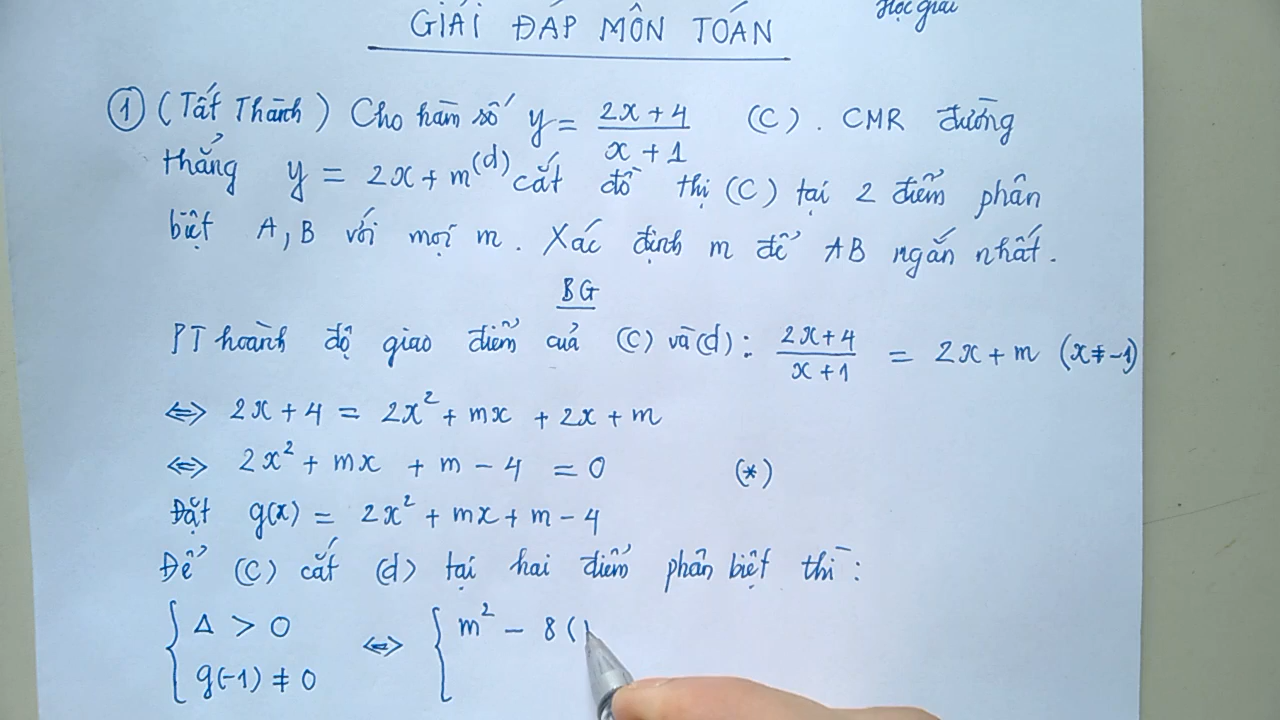 Học giải
GIẢI ĐÁP MÔN TOÁN
① (Tất Thành) Cho hàm số y = (2x+4)/(x+1) (C). CMR đường
thẳng y = 2x + m (d) cắt đồ thị (C) tại 2 điểm phân
biệt A, B với mọi m. Xác định m để AB ngắn nhất.
BG
PT hoành độ giao điểm của (C) và (d): (2x+4)/(x+1) = 2x + m (x ≠ -1)
⇔ 2x + 4 = 2x² + mx + 2x + m
⇔ 2x² + mx + m - 4 = 0 (*)
Đặt g(x) = 2x² + mx + m - 4
Để (C) cắt (d) tại hai điểm phân biệt thì:
{ Δ > 0 ⇔ { m² - 8(
g(-1) ≠ 0